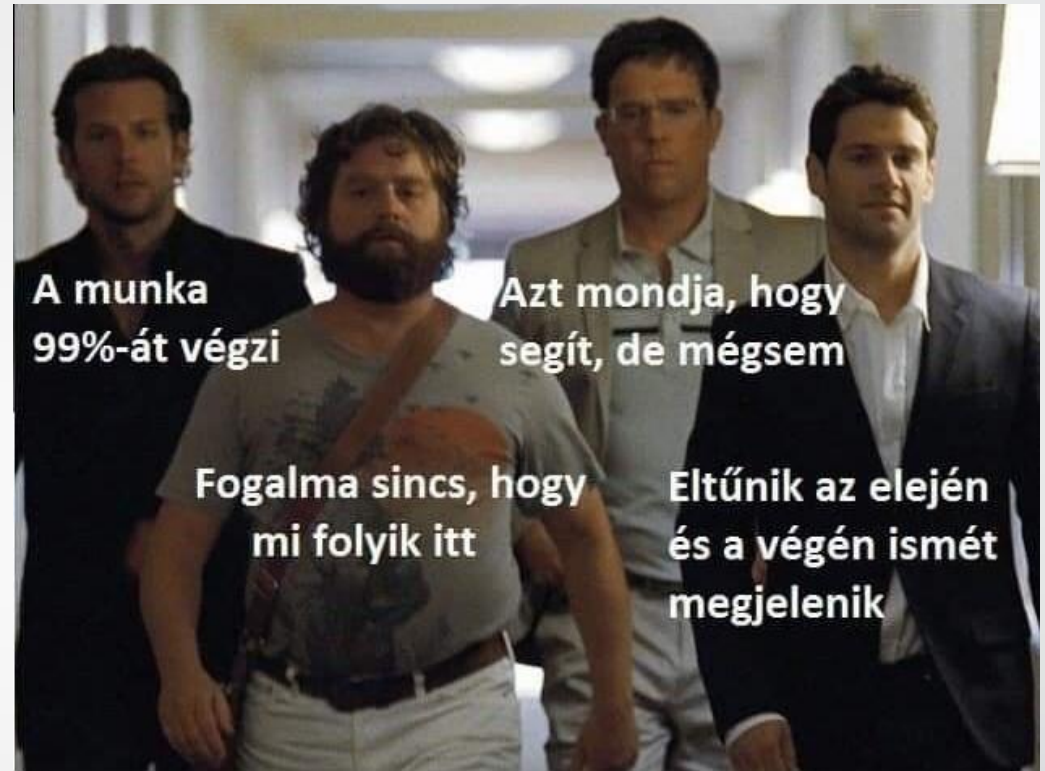 A munka
99%-át végzi
Fogalma sincs, hogy
mi folyik itt
Azt mondja, hogy
segít, de mégsem
Eltűnik az elején
és a végén ismét
megjelenik